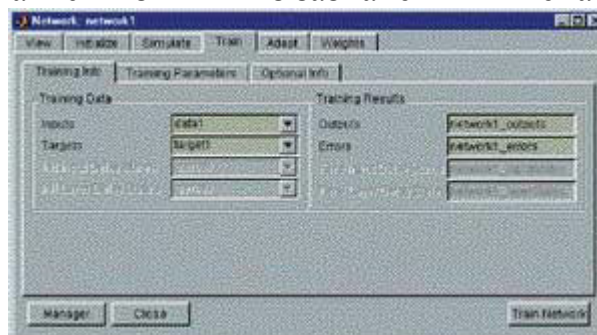 Network: network1
View Initialize Simulate Train Adapt Weights
Training Info Training Parameters Optional Info
Training Data Training Results
Inputs data1 Outputs network1_outputs
Targets target1 Errors network1_errors
Manager Close Train Network